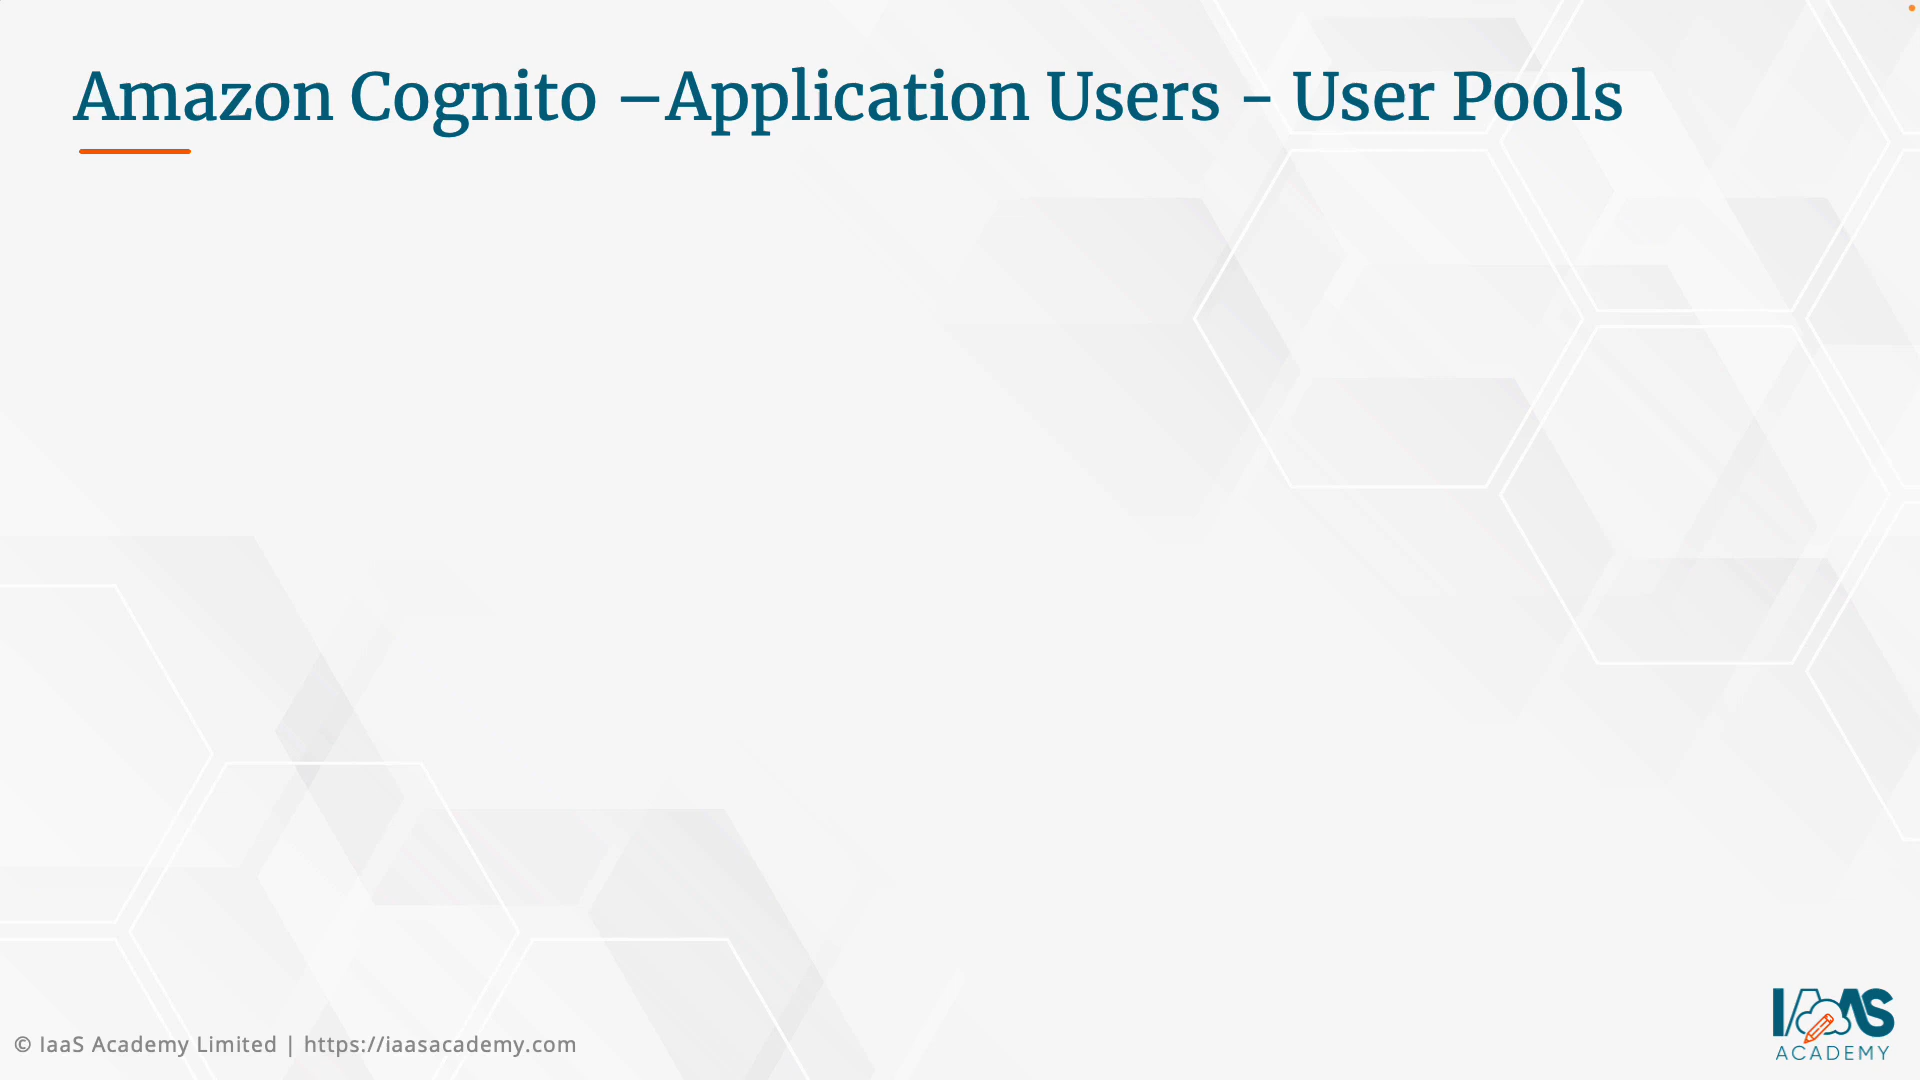 Amazon Cognito –Application Users - User Pools
© IaaS Academy Limited | https://iaasacademy.com
IAAS
ACADEMY